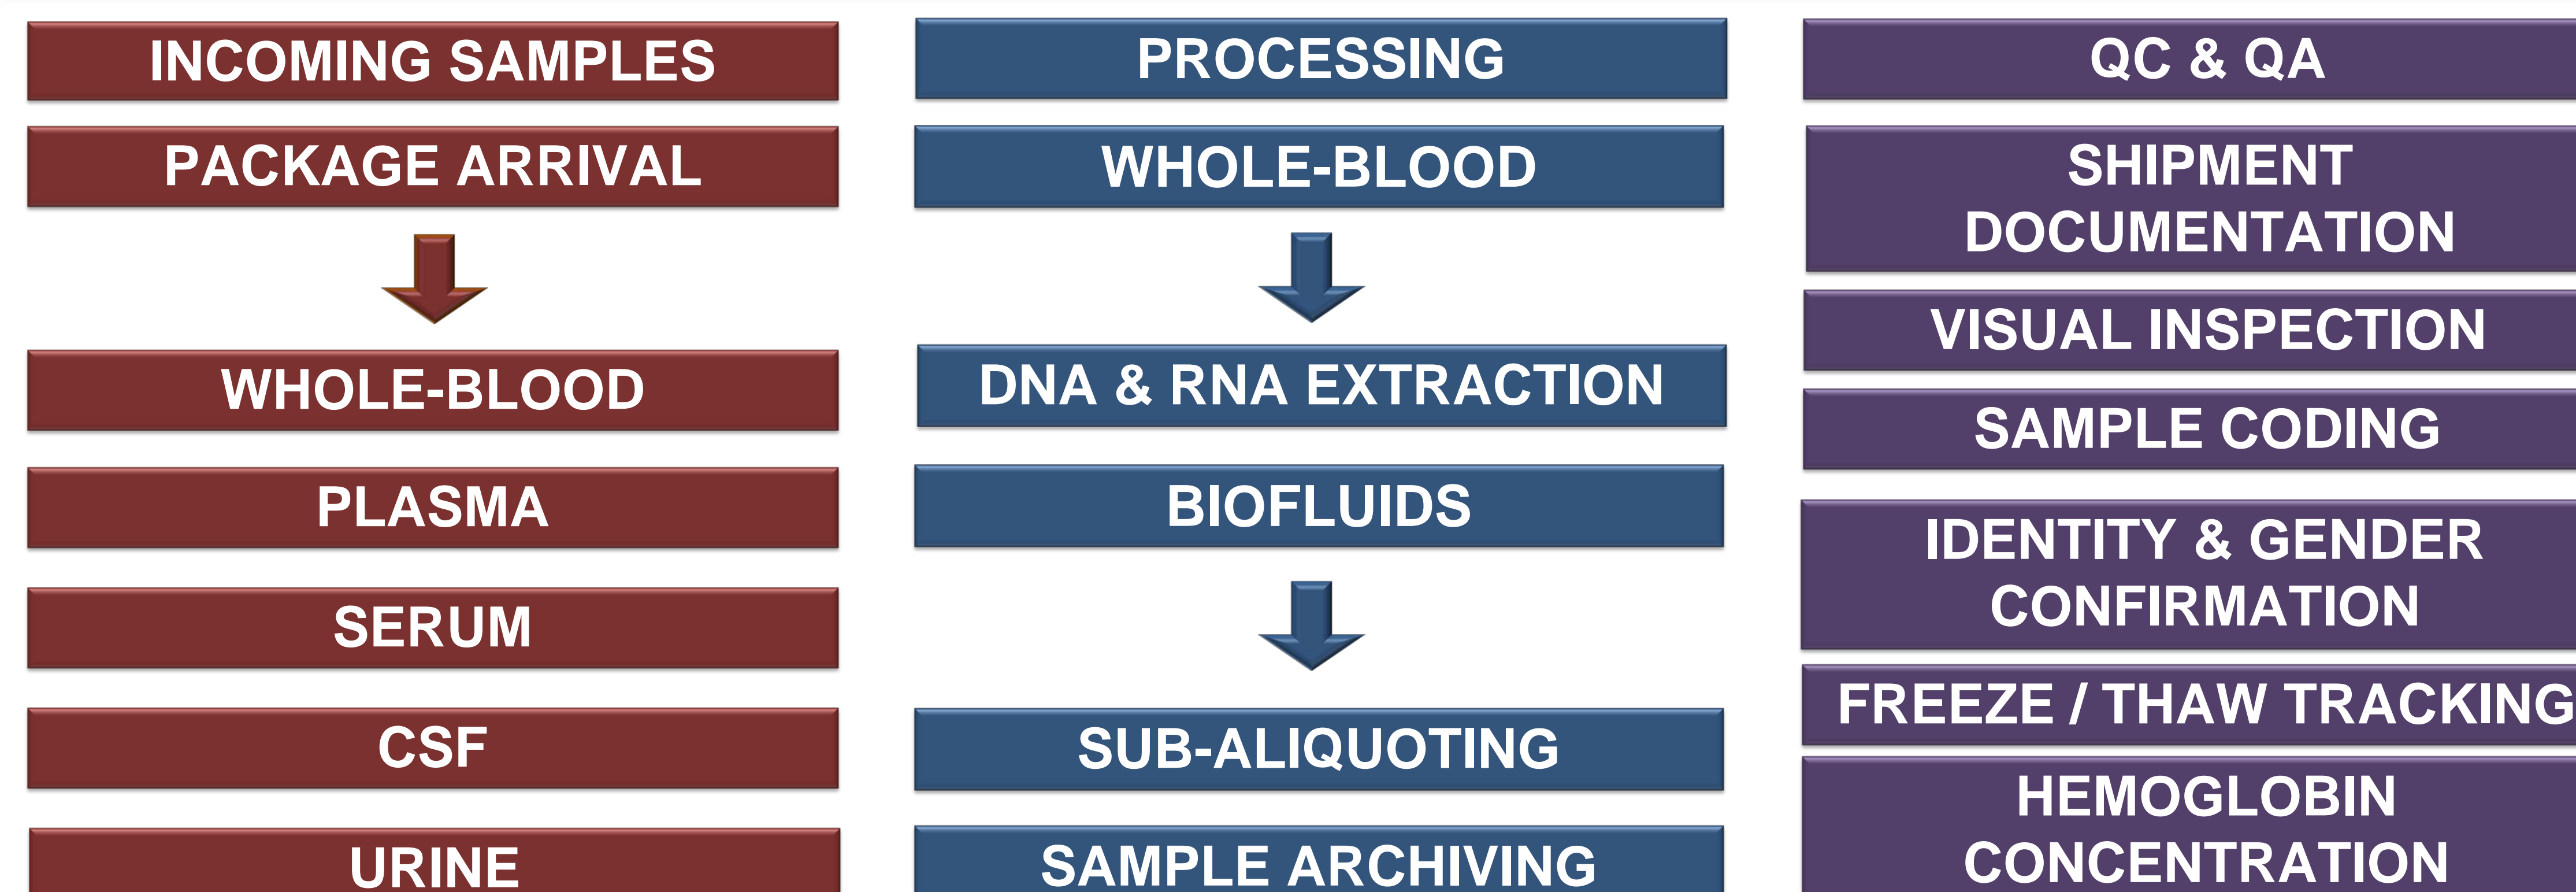 INCOMING SAMPLES
PACKAGE ARRIVAL
WHOLE-BLOOD
PLASMA
SERUM
CSF
URINE
PROCESSING
WHOLE-BLOOD
DNA & RNA EXTRACTION
BIOFLUIDS
SUB-ALIQUOTING
SAMPLE ARCHIVING
QC & QA
SHIPMENT
DOCUMENTATION
VISUAL INSPECTION
SAMPLE CODING
IDENTITY & GENDER
CONFIRMATION
FREEZE / THAW TRACKING
HEMOGLOBIN
CONCENTRATION